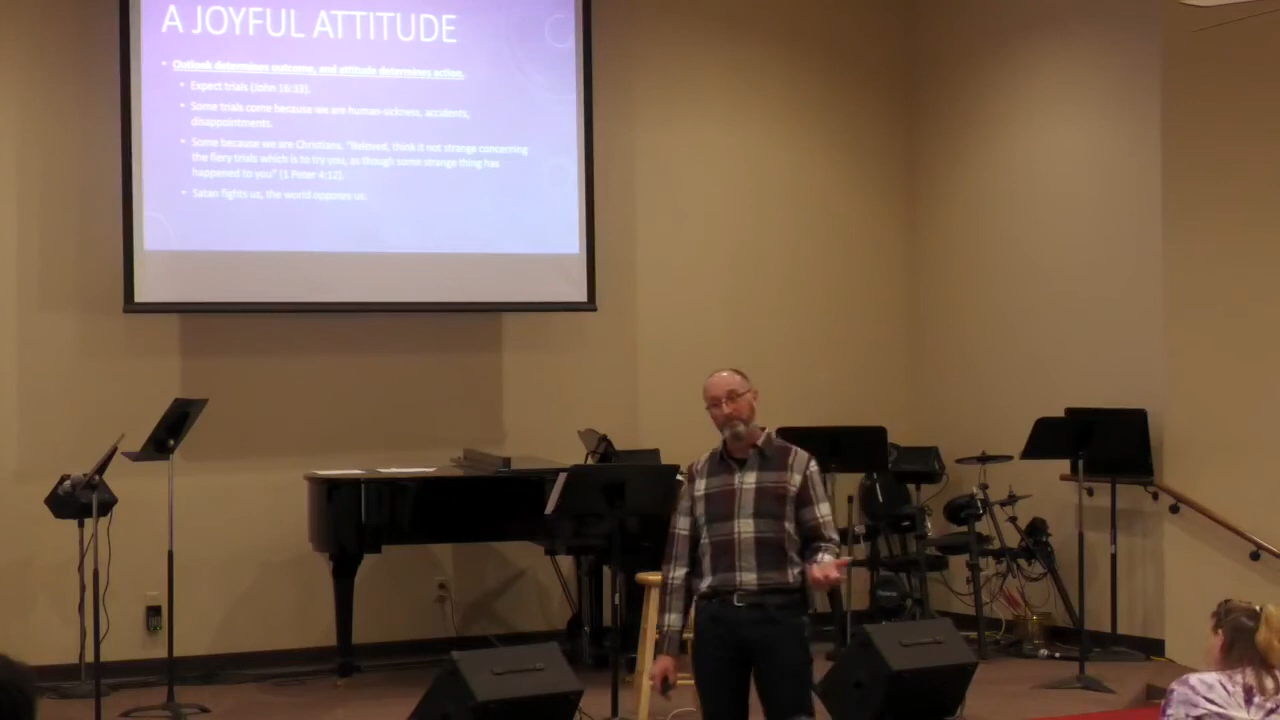 A JOYFUL ATTITUDE
• Outlook determines outcome, and attitude determines action.
• Expect trials (John 16:33).
• Some trials come because we are human-sickness, accidents,
disappointments.
• Some because we are Christians. "Beloved, think it not strange concerning
the fiery trials which is to try you, as though some strange thing has
happened to you" (1 Peter 4:12).
• Satan fights us, the world opposes us.